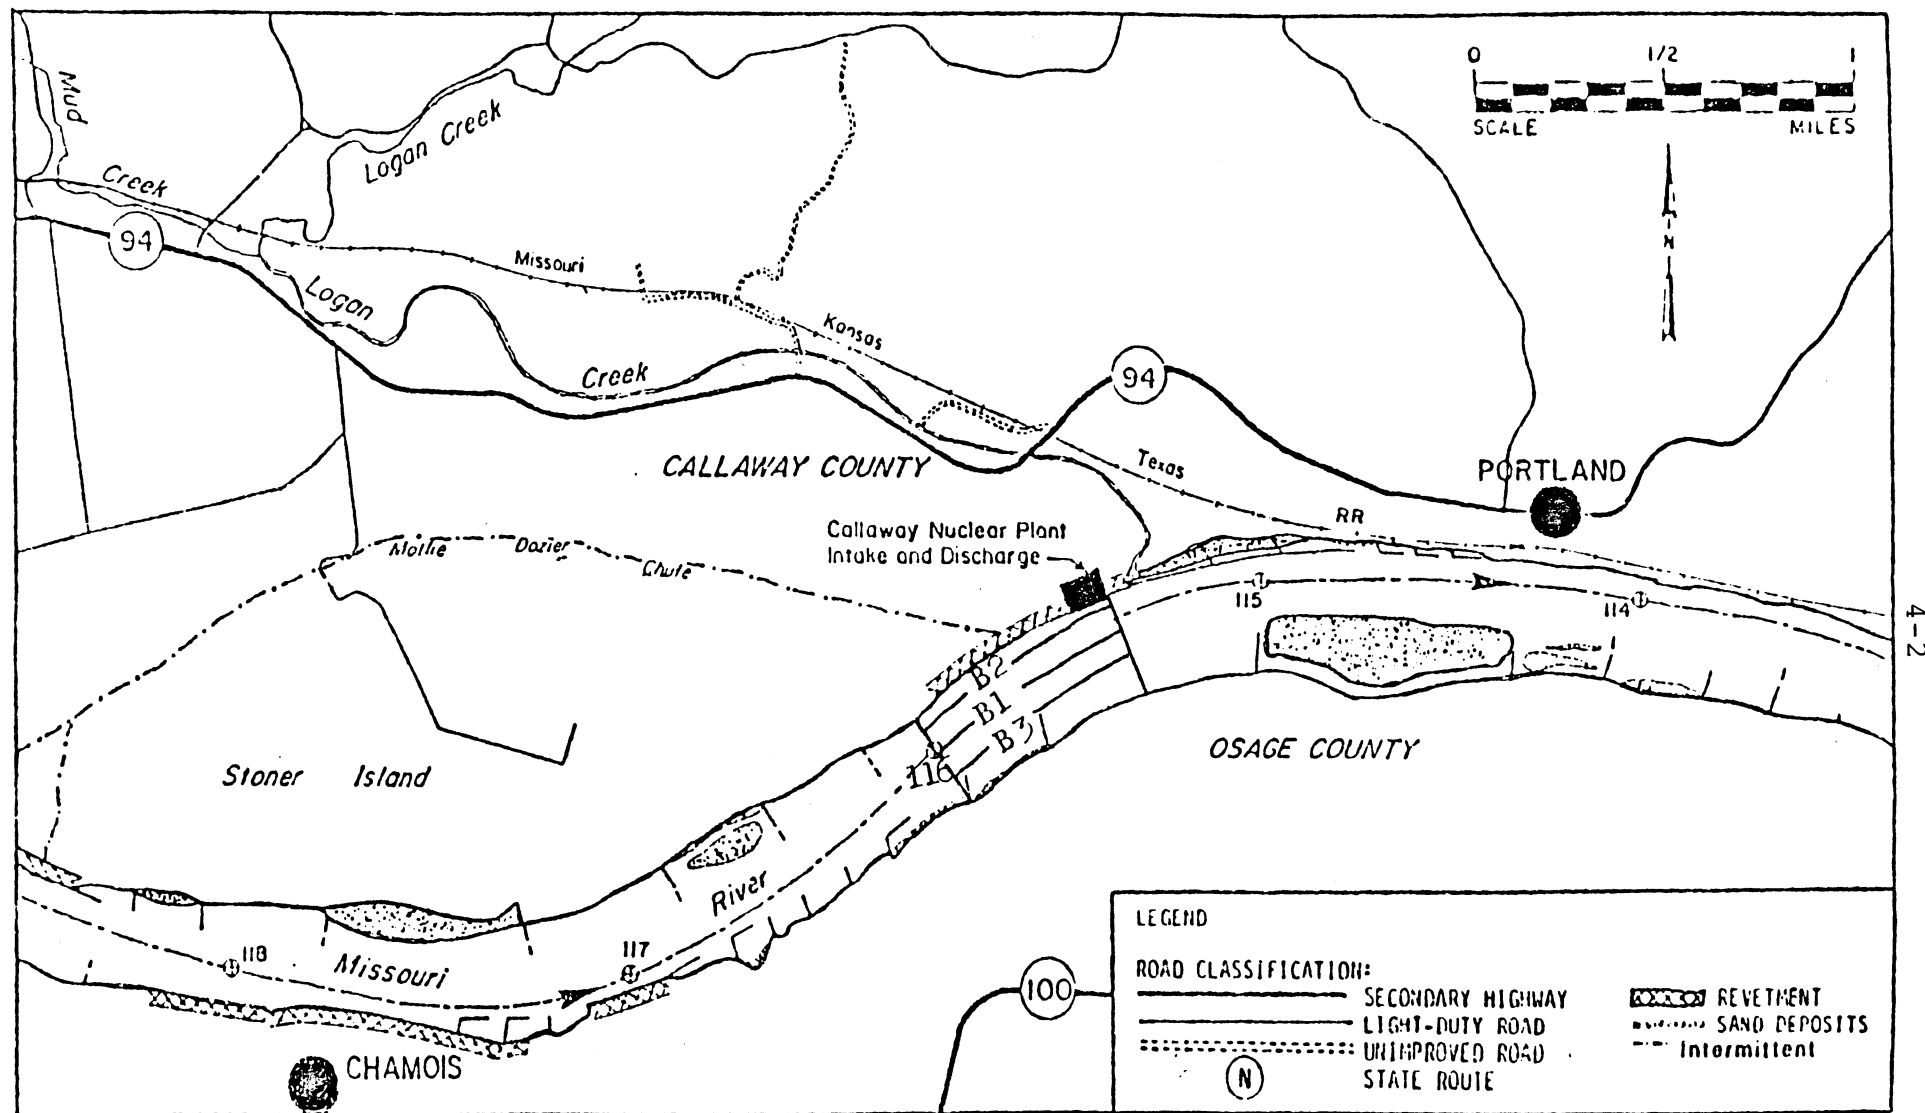 0 1/2 1
SCALE MILES
N
Mud
Creek
Logan Creek
94
Missouri
Logan
Kansas
Creek
94
CALLAWAY COUNTY
Texas
PORTLAND
RR
Callaway Nuclear Plant
Intake and Discharge
Mollie Dozier
Chute
115
114
4-2
B2
B1
B3
116
OSAGE COUNTY
Stoner Island
River
118
117
Missouri
100
CHAMOIS
LEGEND
ROAD CLASSIFICATION:
SECONDARY HIGHWAY
LIGHT-DUTY ROAD
UNIMPROVED ROAD
N STATE ROUTE
REVETMENT
SAND DEPOSITS
Intermittent